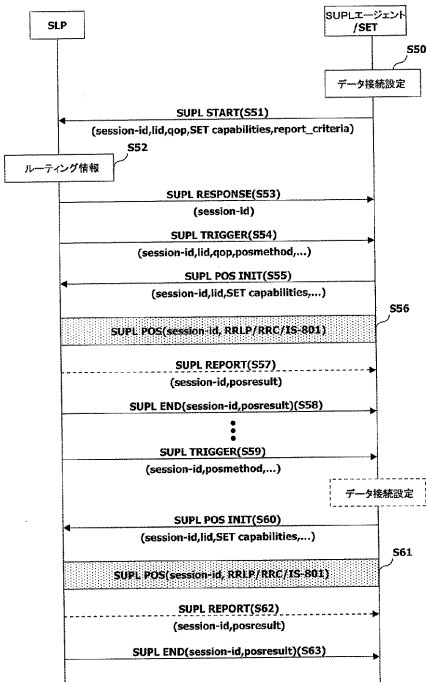 SLP
SUPLエージェント
/SET
S50
データ接続設定
SUPL START(S51)
(session-id,lid,qop,SET capabilities,report_criteria)
S52
ルーティング情報
SUPL RESPONSE(S53)
(session-id)
SUPL TRIGGER(S54)
(session-id,lid,qop,posmethod,...)
SUPL POS INIT(S55)
(session-id,lid,SET capabilities,...)
S56
SUPL POS(session-id, RRLP/RRC/IS-801)
SUPL REPORT(S57)
(session-id,posresult)
SUPL END(session-id,posresult)(S58)
SUPL TRIGGER(S59)
(session-id,posmethod,...)
データ接続設定
SUPL POS INIT(S60)
(session-id,lid,SET capabilities,...)
S61
SUPL POS(session-id, RRLP/RRC/IS-801)
SUPL REPORT(S62)
(session-id,posresult)
SUPL END(session-id,posresult)(S63)